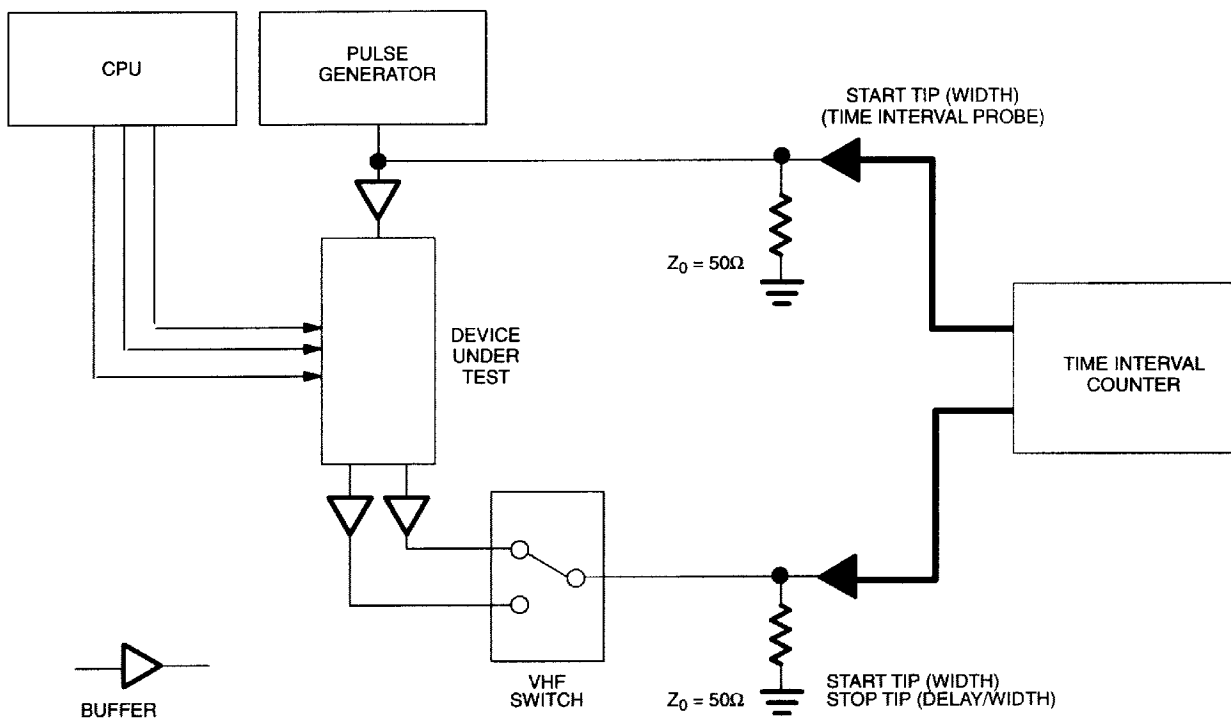 CPU
PULSE
GENERATOR
START TIP (WIDTH)
(TIME INTERVAL PROBE)
Z0 = 50Ω
DEVICE
UNDER
TEST
TIME INTERVAL
COUNTER
VHF
SWITCH
Z0 = 50Ω
START TIP (WIDTH)
STOP TIP (DELAY/WIDTH)
BUFFER